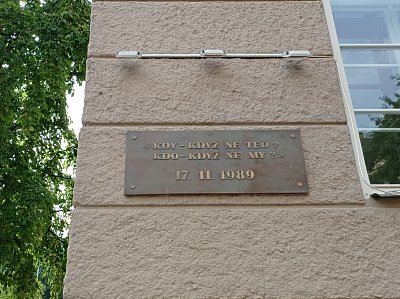 « KDY - KDYŽ NE TEĎ ?
KDO - KDYŽ NE MY ? »
17. 11. 1989